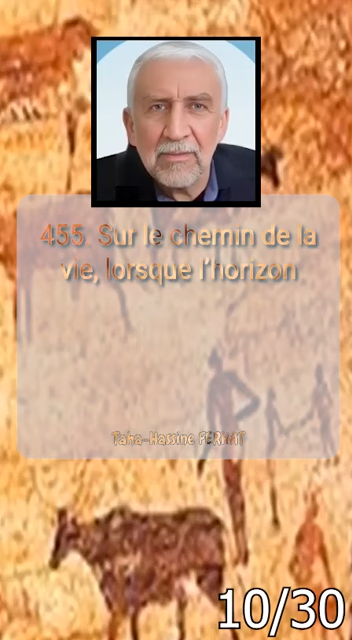 455. Sur le chemin de la
vie, lorsque l'horizon
Taha-Hassine FERHAT
10/30